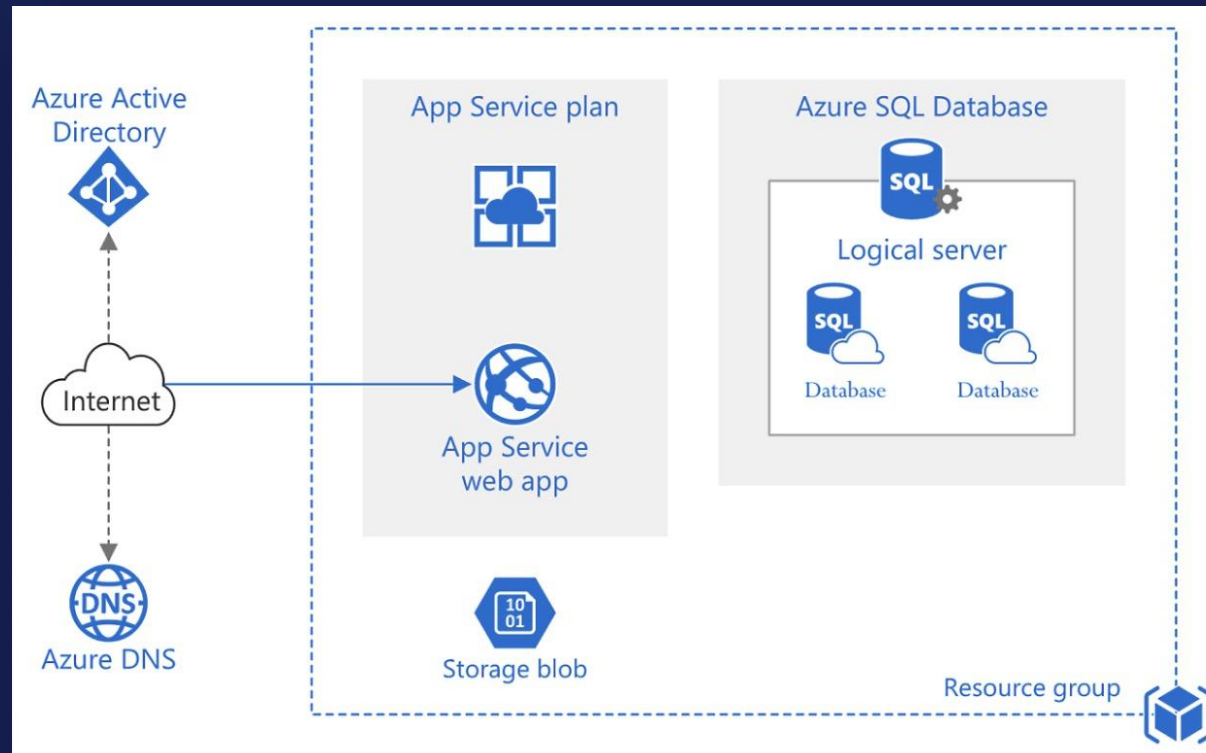 Azure Active
Directory
Internet
DNS
Azure DNS
App Service plan
App Service
web app
10
01
Storage blob
Azure SQL Database
SQL
Logical server
SQL
Database
SQL
Database
Resource group